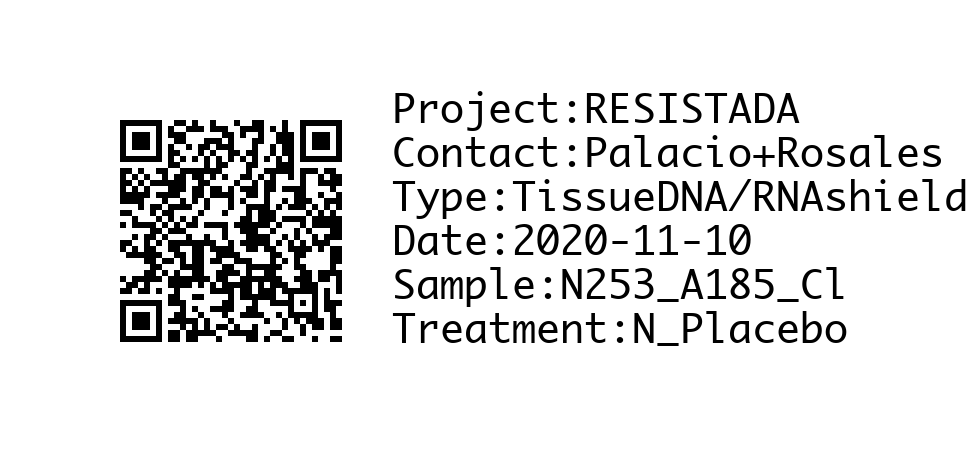 Project:RESISTADA
Contact:Palacio+Rosales
Type:TissueDNA/RNAshield
Date:2020-11-10
Sample:N253_A185_Cl
Treatment:N_Placebo